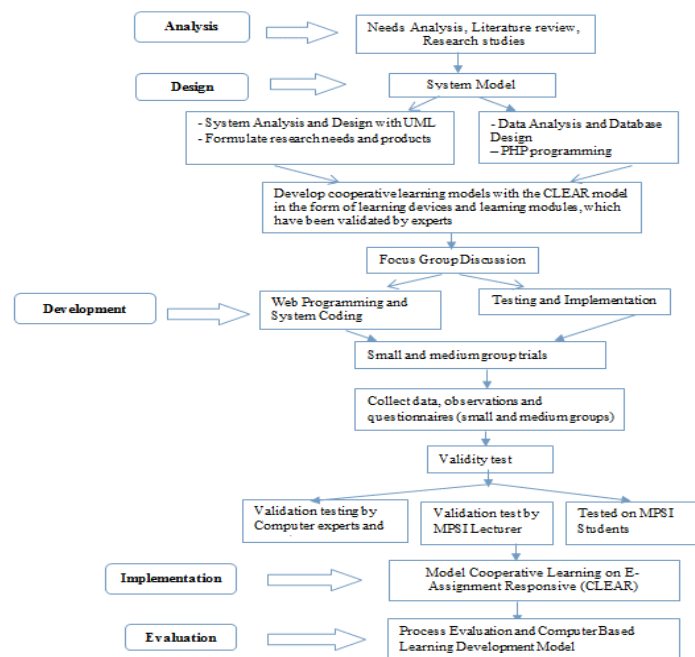 Analysis
Needs Analysis, Literature review,
Research studies
Design
System Model
- System Analysis and Design with UML
- Formulate research needs and products
- Data Analysis and Database
Design
– PHP programming
Develop cooperative learning models with the CLEAR model
in the form of learning devices and learning modules, which
have been validated by experts
Focus Group Discussion
Development
Web Programming and
System Coding
Testing and Implementation
Small and medium group trials
Collect data, observations and
questionnaires (small and medium groups)
Validity test
Validation testing by
Computer experts and
Validation test by
MPSI Lecturer
Tested on MPSI
Students
Implementation
Model Cooperative Learning on E-
Assignment Responsive (CLEAR)
Evaluation
Process Evaluation and Computer Based
Learning Development Model